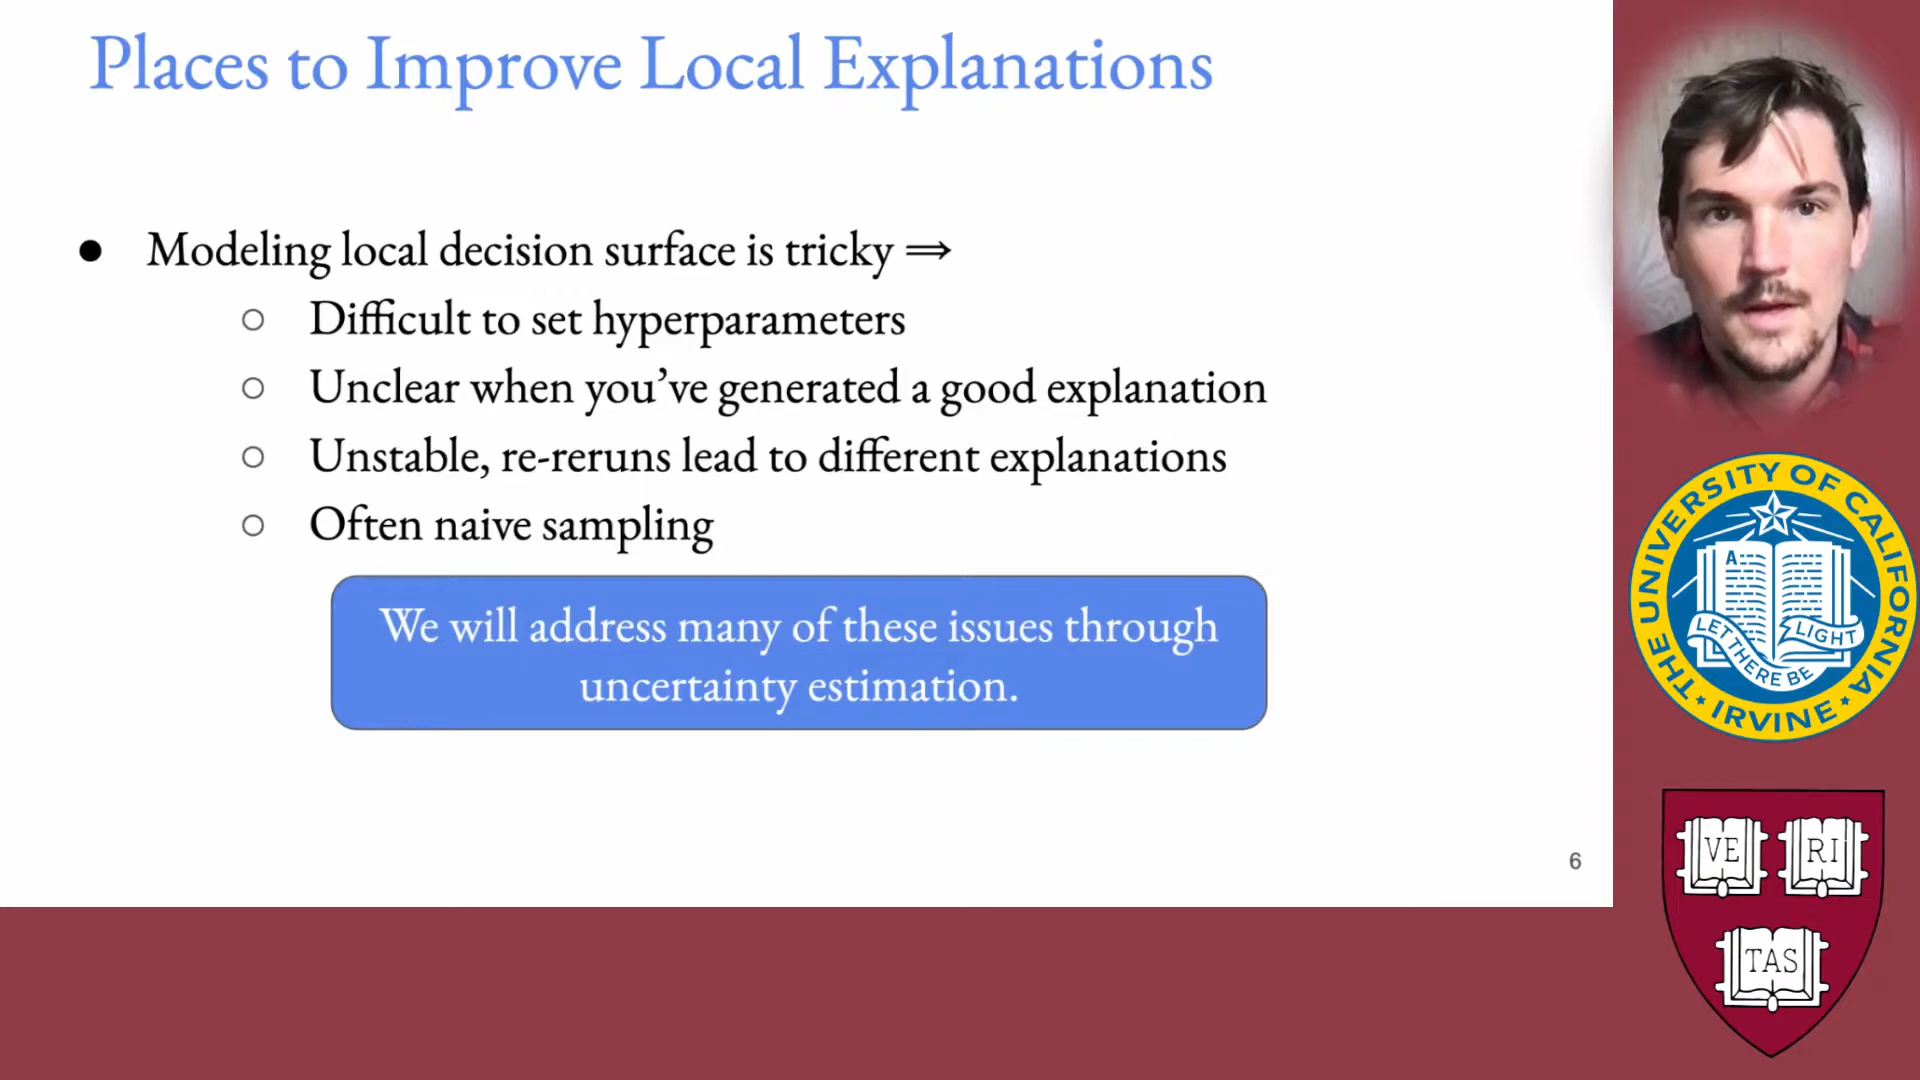 Places to Improve Local Explanations
● Modeling local decision surface is tricky ⟹
○ Difficult to set hyperparameters
○ Unclear when you’ve generated a good explanation
○ Unstable, re-reruns lead to different explanations
○ Often naive sampling
We will address many of these issues through
uncertainty estimation.
6
THE UNIVERSITY OF CALIFORNIA
A
LET THERE BE LIGHT
IRVINE
VE RI
TAS